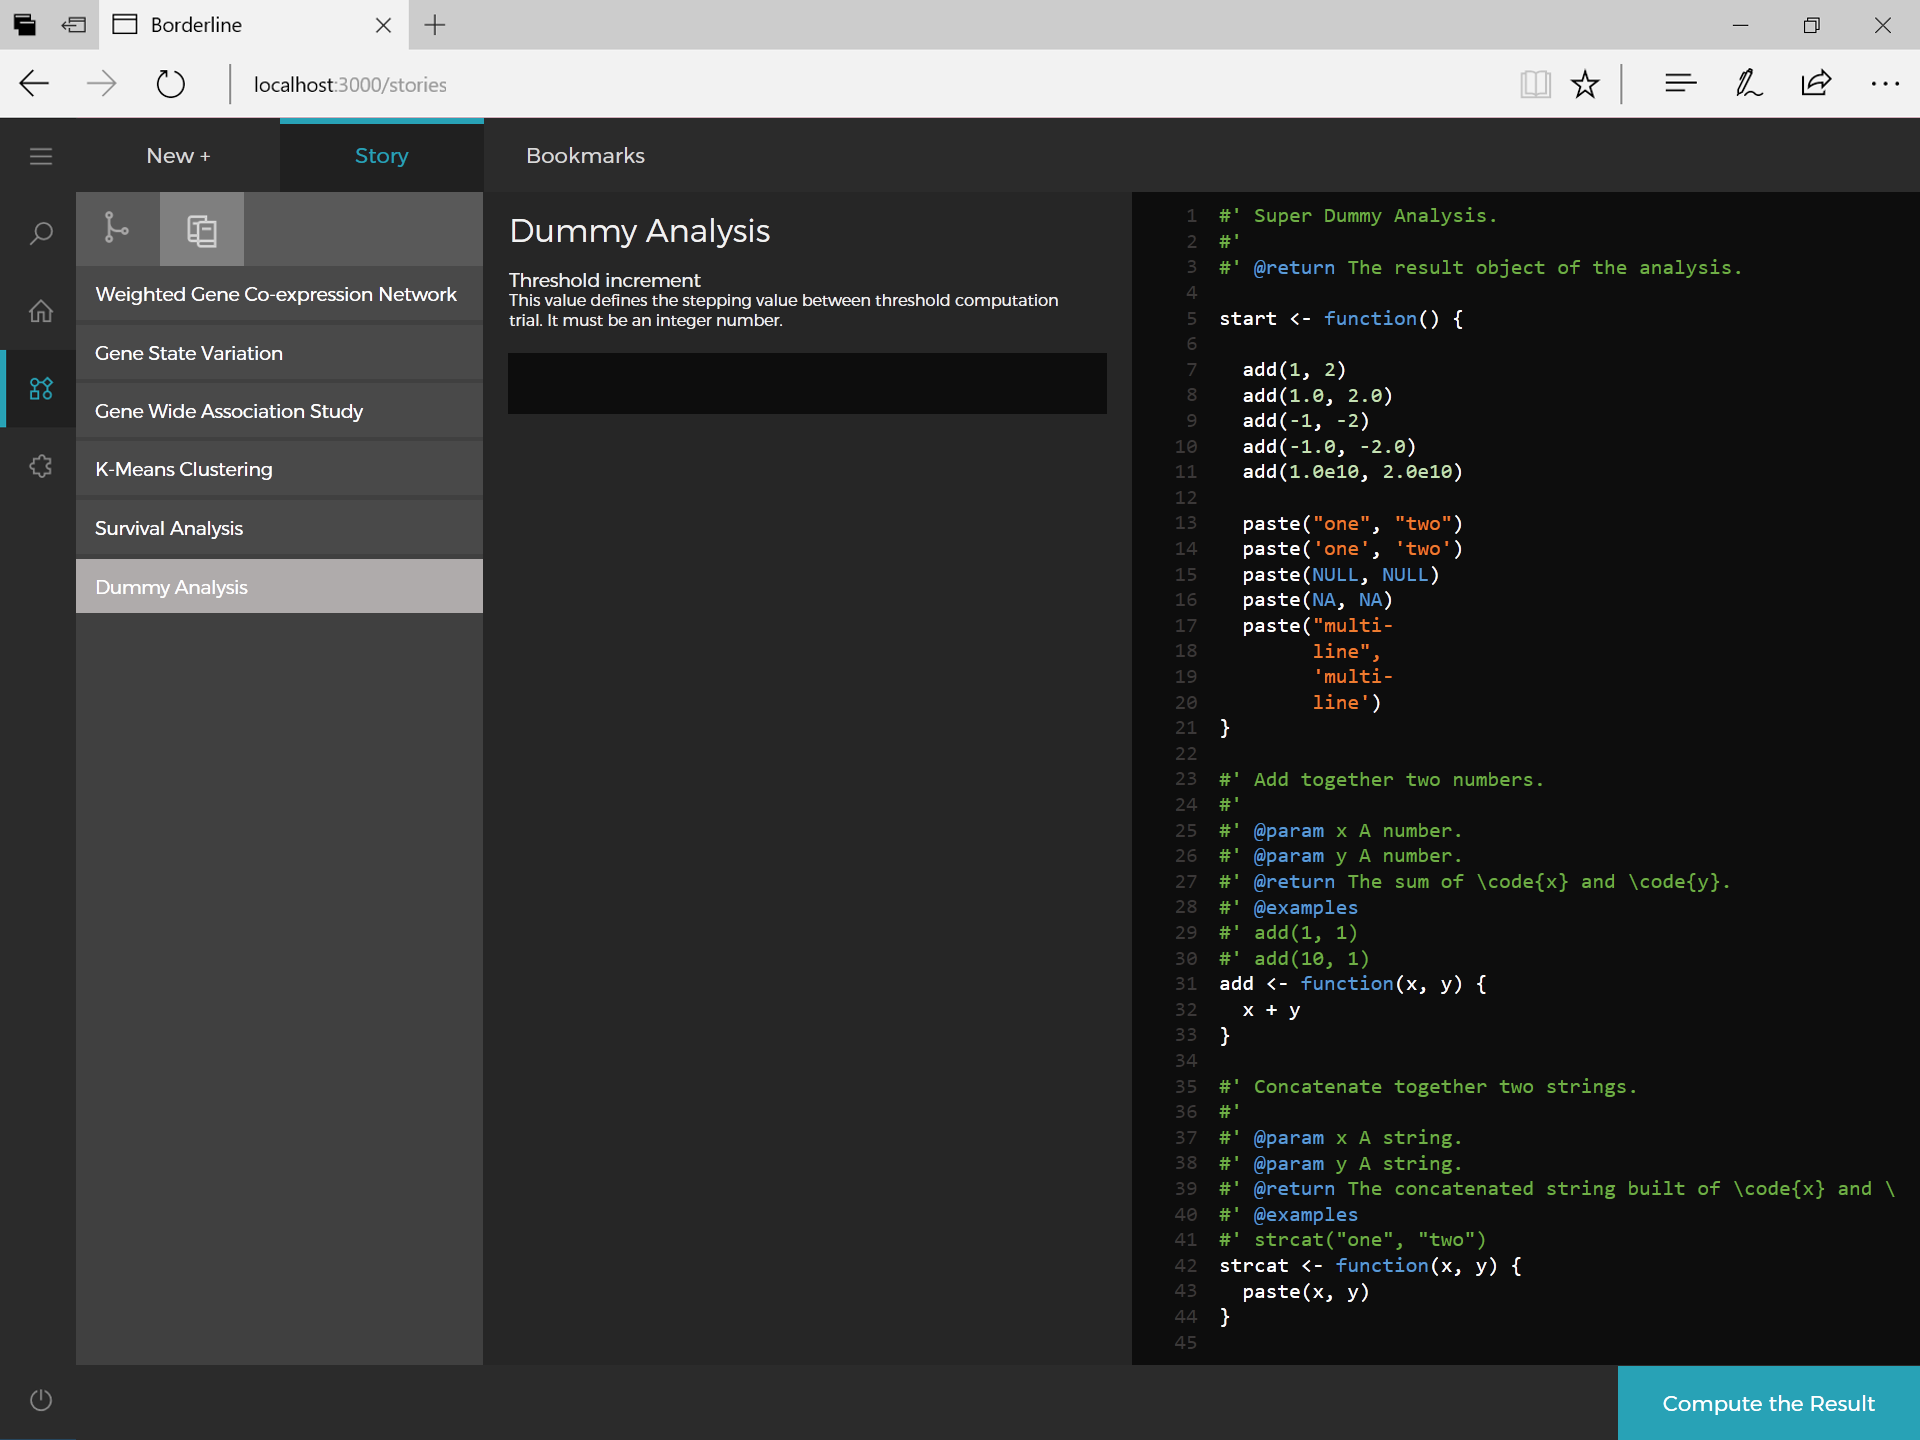 Borderline
localhost:3000/stories
New +
Story
Bookmarks
Weighted Gene Co-expression Network
Gene State Variation
Gene Wide Association Study
K-Means Clustering
Survival Analysis
Dummy Analysis
Dummy Analysis
Threshold increment
This value defines the stepping value between threshold computation
trial. It must be an integer number.
1 #' Super Dummy Analysis.
2 #'
3 #' @return The result object of the analysis.
4
5 start <- function() {
6
7   add(1, 2)
8   add(1.0, 2.0)
9   add(-1, -2)
10   add(-1.0, -2.0)
11   add(1.0e10, 2.0e10)
12
13   paste("one", "two")
14   paste('one', 'two')
15   paste(NULL, NULL)
16   paste(NA, NA)
17   paste("multi-
18         line",
19         'multi-
20         line')
21 }
22
23 #' Add together two numbers.
24 #'
25 #' @param x A number.
26 #' @param y A number.
27 #' @return The sum of \code{x} and \code{y}.
28 #' @examples
29 #' add(1, 1)
30 #' add(10, 1)
31 add <- function(x, y) {
32   x + y
33 }
34
35 #' Concatenate together two strings.
36 #'
37 #' @param x A string.
38 #' @param y A string.
39 #' @return The concatenated string built of \code{x} and \
40 #' @examples
41 #' strcat("one", "two")
42 strcat <- function(x, y) {
43   paste(x, y)
44 }
45
Compute the Result